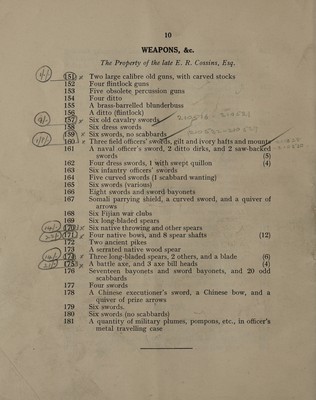 10
WEAPONS, &c.
The Property of the late E. R. Cossins, Esq.
151 Two large calibre old guns, with carved stocks
152 Four flintlock guns
153 Five obsolete percussion guns
154 Four ditto
155 A brass-barrelled blunderbuss
156 A ditto (flintlock)
157 Six old cavalry swords
158 Six dress swords
159 Six swords, no scabbards
160 Three field officers' swords, gilt and ivory hafts and mounts
161 A naval officer's sword, 2 ditto dirks, and 2 saw-backed
swords (5)
162 Four dress swords, 1 with swept quillon (4)
163 Six infantry officers' swords
164 Five curved swords (1 scabbard wanting)
165 Six swords (various)
166 Eight swords and sword bayonets
167 Somali parrying shield, a curved sword, and a quiver of
arrows
168 Six Fijian war clubs
169 Six long-bladed spears
170 Six native throwing and other spears
171 Four native bows, and 8 spear shafts (12)
172 Two ancient pikes
173 A serrated native wood spear
174 Three long-bladed spears, 2 others, and a blade (6)
175 A battle axe, and 3 axe bill heads (4)
176 Seventeen bayonets and sword bayonets, and 20 odd
scabbards
177 Four swords
178 A Chinese executioner's sword, a Chinese bow, and a
quiver of prize arrows
179 Six swords.
180 Six swords (no scabbards)
181 A quantity of military plumes, pompons, etc., in officer's
metal travelling case